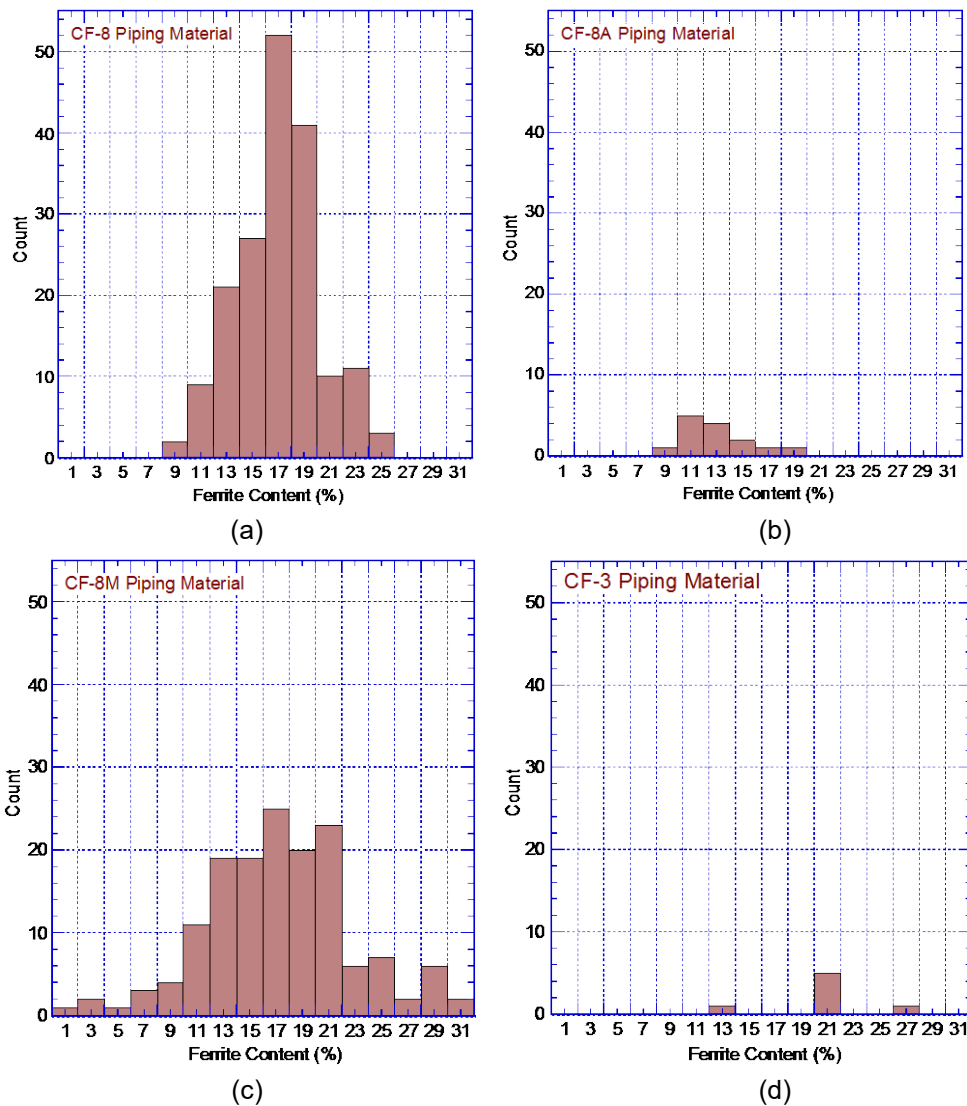 CF-8 Piping Material
50
40
30
20
10
0
Count
1 3 5 7 9 11 13 15 17 19 21 23 25 27 29 31
Ferrite Content (%)
(a)
CF-8A Piping Material
50
40
30
20
10
0
Count
1 3 5 7 9 11 13 15 17 19 21 23 25 27 29 31
Ferrite Content (%)
(b)
CF-8M Piping Material
50
40
30
20
10
0
Count
1 3 5 7 9 11 13 15 17 19 21 23 25 27 29 31
Ferrite Content (%)
(c)
CF-3 Piping Material
50
40
30
20
10
0
Count
1 3 5 7 9 11 13 15 17 19 21 23 25 27 29 31
Ferrite Content (%)
(d)